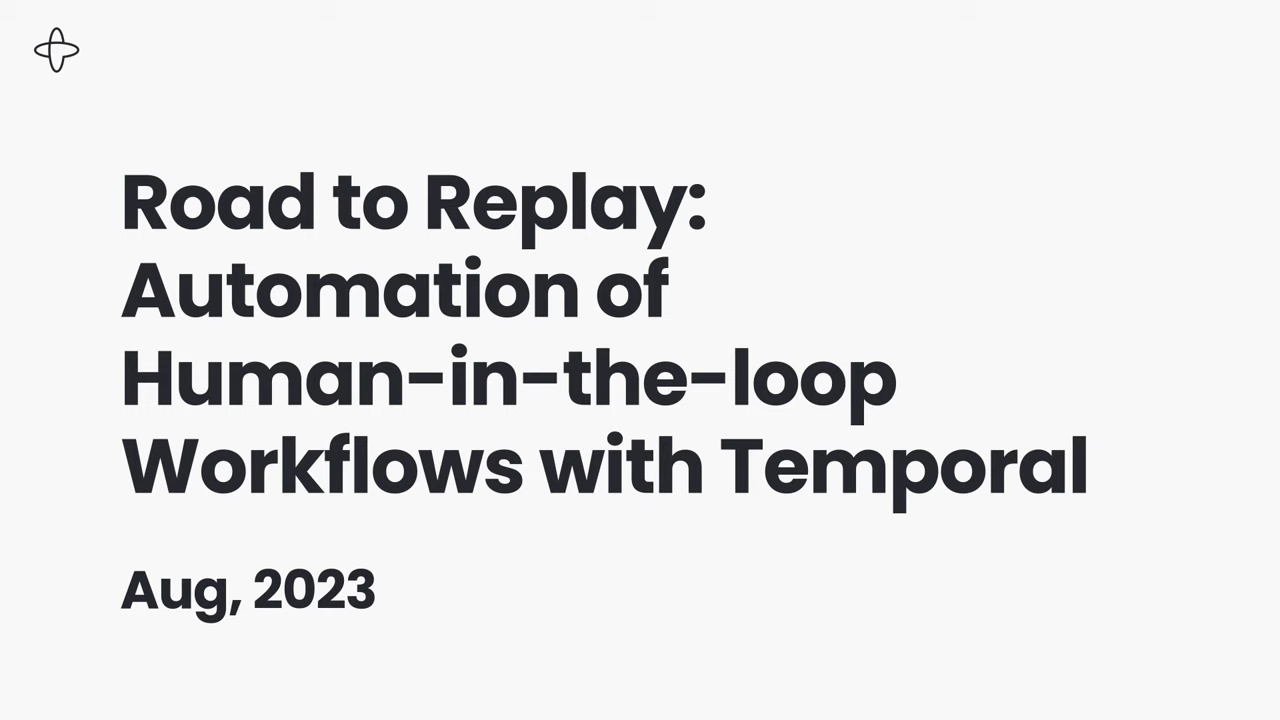 Road to Replay:
Automation of
Human-in-the-loop
Workflows with Temporal
Aug, 2023